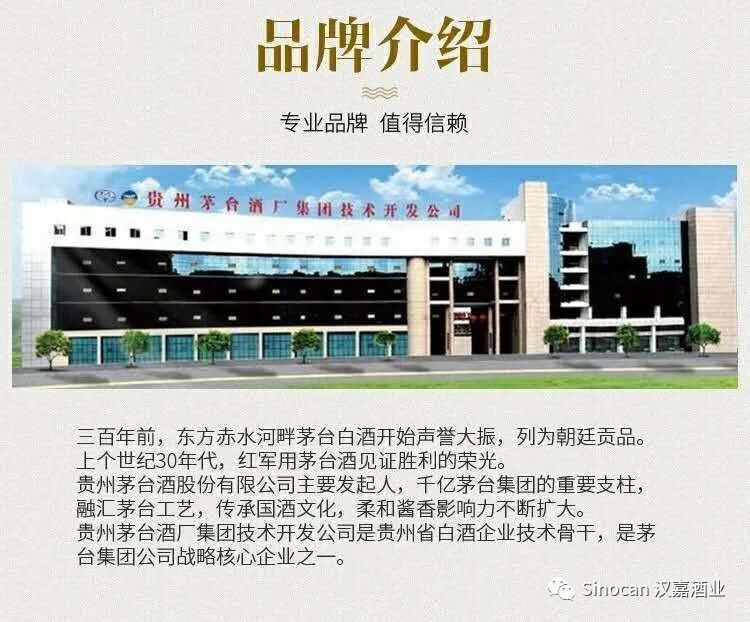 品牌介绍
专业品牌 值得信赖
贵州茅台酒厂集团技术开发公司
三百年前，东方赤水河畔茅台白酒开始声誉大振，列为朝廷贡品。
上个世纪30年代，红军用茅台酒见证胜利的荣光。
贵州茅台酒股份有限公司主要发起人，千亿茅台集团的重要支柱，
融汇茅台工艺，传承国酒文化，柔和酱香影响力不断扩大。
贵州茅台酒厂集团技术开发公司是贵州省白酒企业技术骨干，是茅
台集团公司战略核心企业之一。
Sinocan 汉嘉酒业